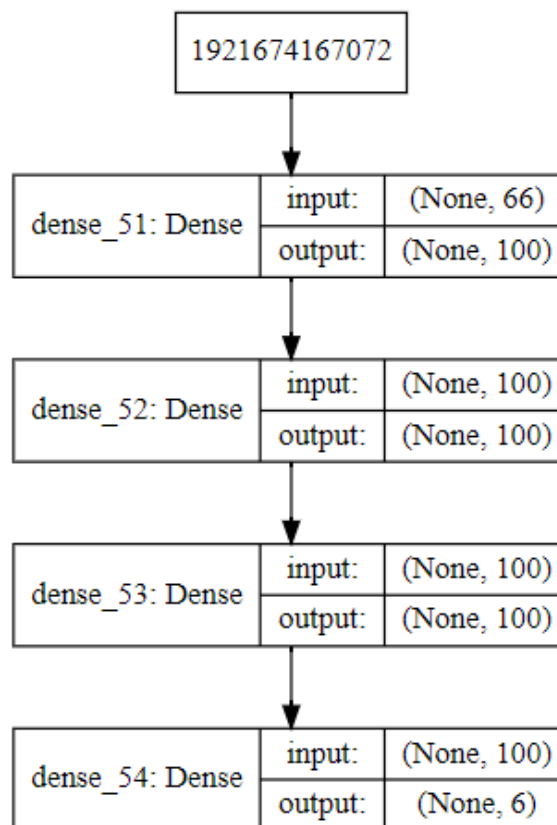 1921674167072
dense_51: Dense
input: (None, 66)
output: (None, 100)
dense_52: Dense
input: (None, 100)
output: (None, 100)
dense_53: Dense
input: (None, 100)
output: (None, 100)
dense_54: Dense
input: (None, 100)
output: (None, 6)